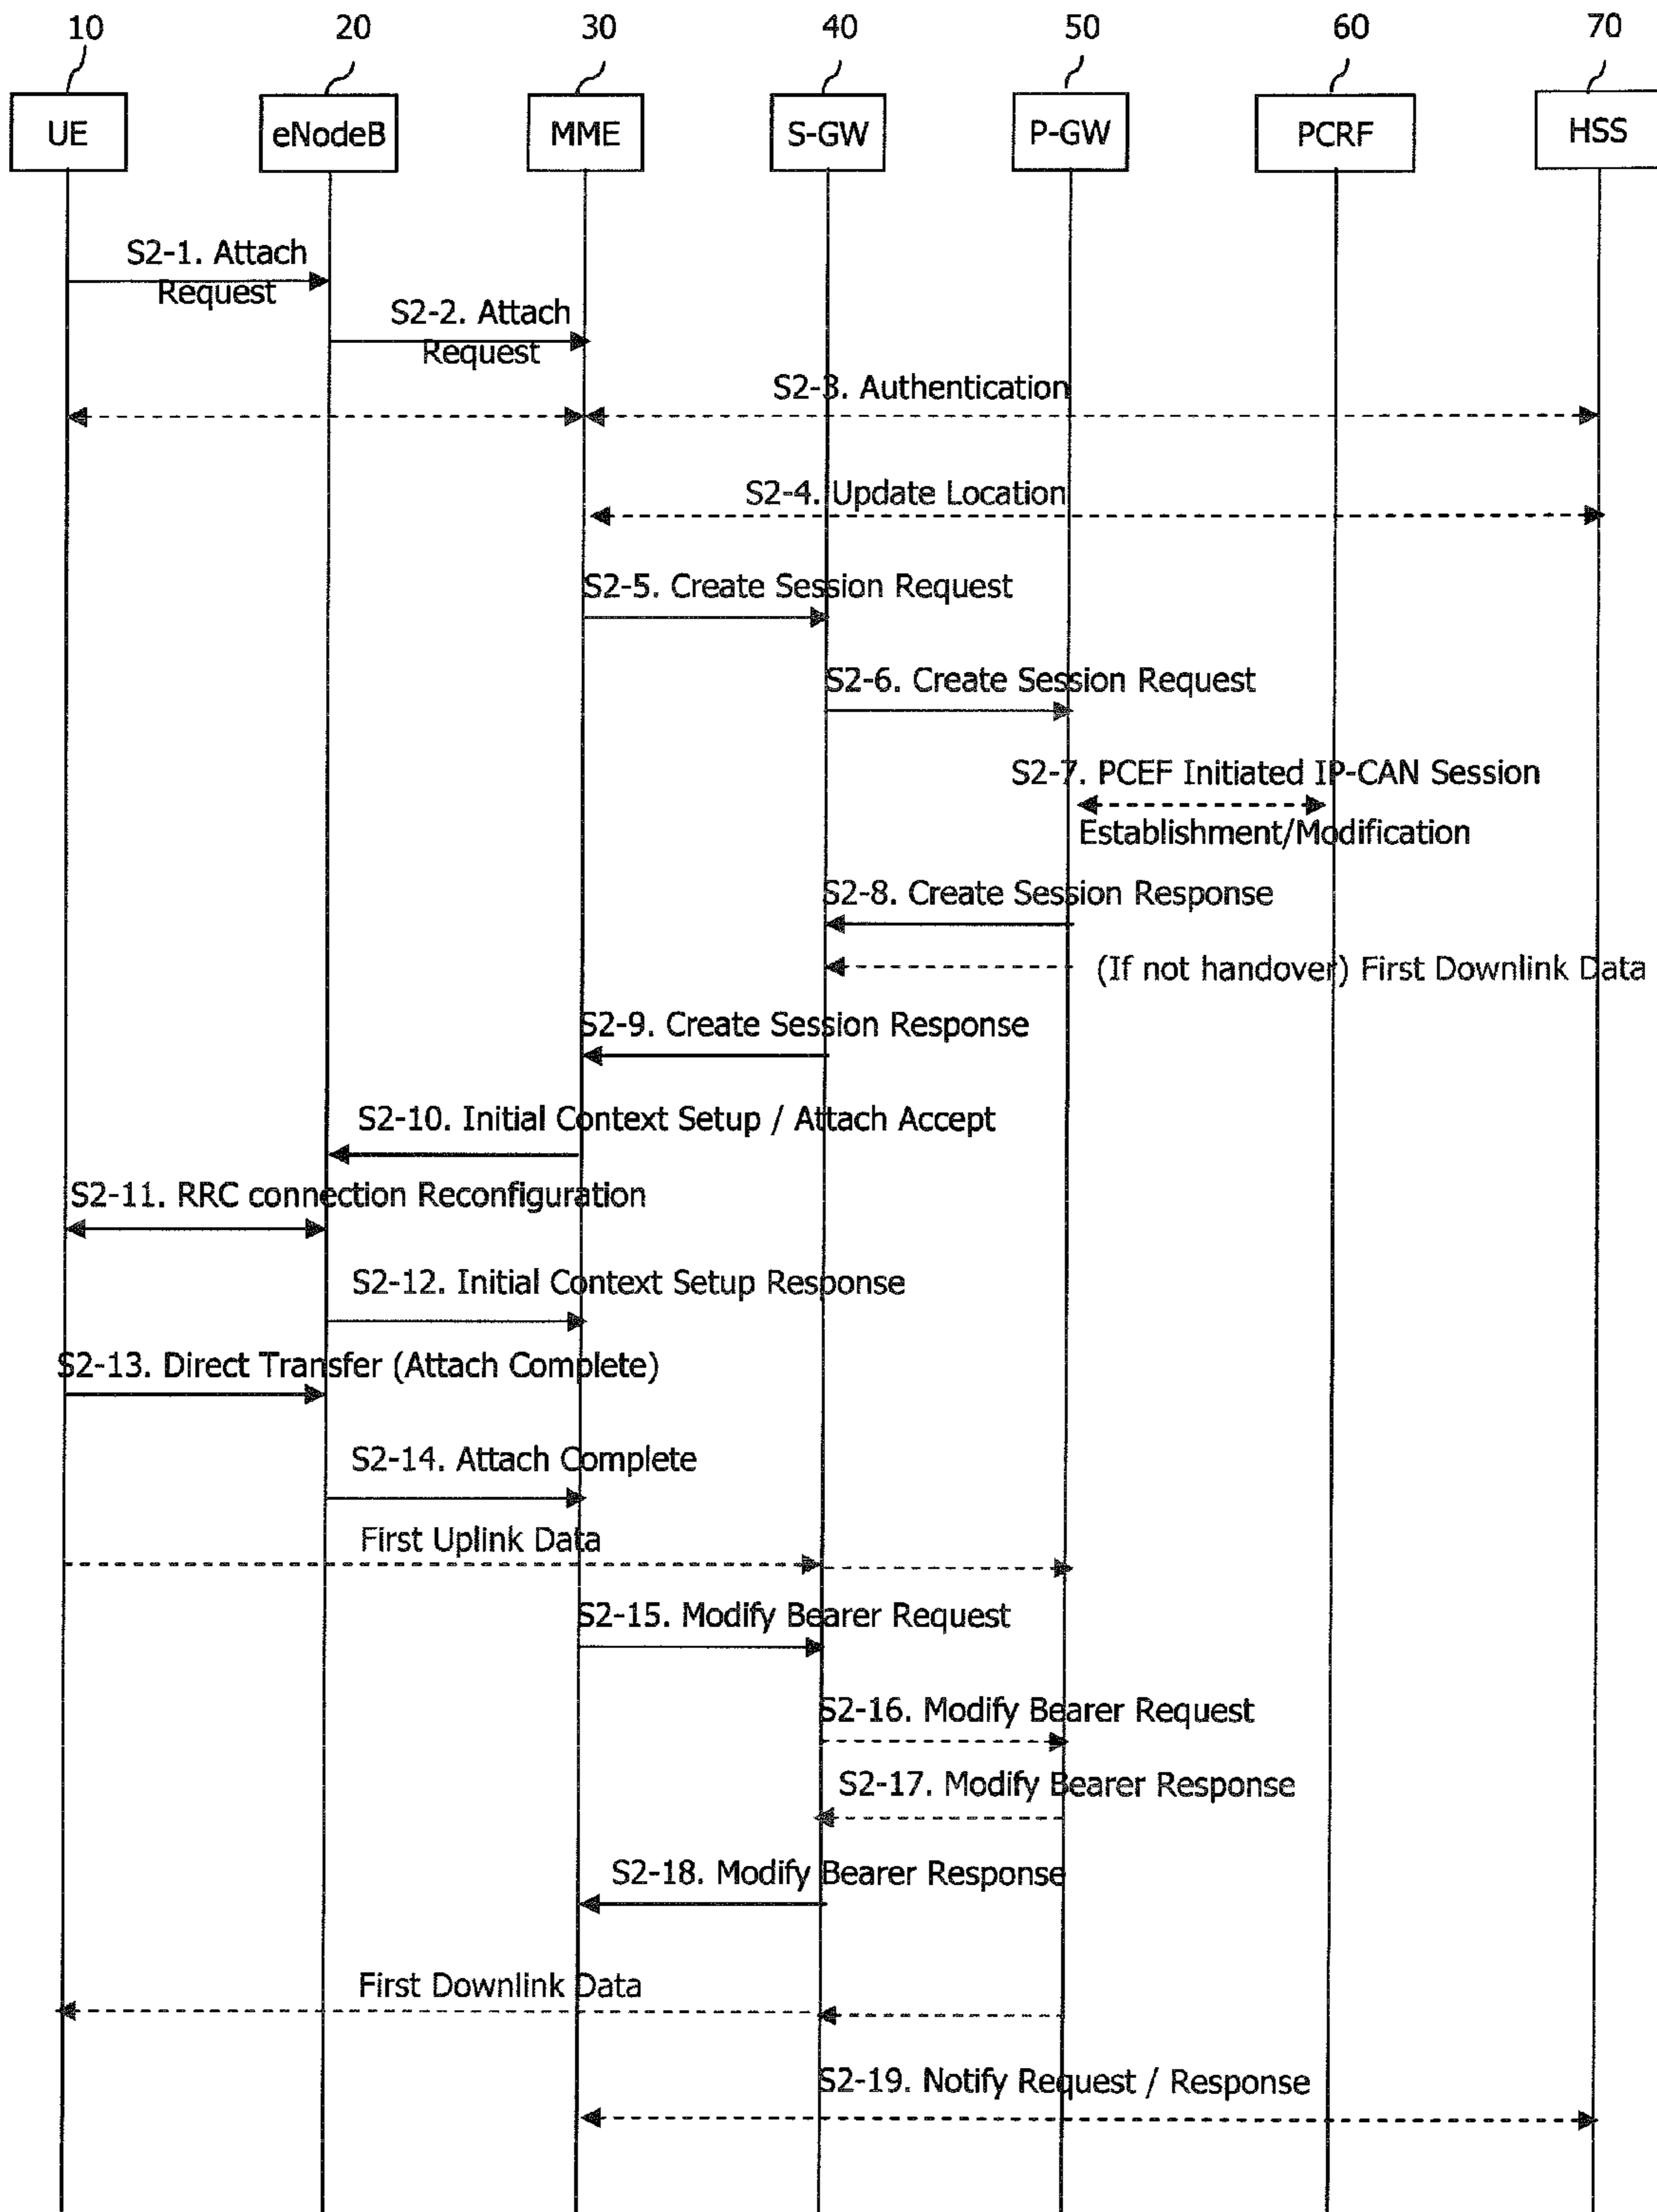 10 20 30 40 50 60 70
UE eNodeB MME S-GW P-GW PCRF HSS
S2-1. Attach
Request
S2-2. Attach
Request
S2-3. Authentication
S2-4. Update Location
S2-5. Create Session Request
S2-6. Create Session Request
S2-7. PCEF Initiated IP-CAN Session
Establishment/Modification
S2-8. Create Session Response
(If not handover) First Downlink Data
S2-9. Create Session Response
S2-10. Initial Context Setup / Attach Accept
S2-11. RRC connection Reconfiguration
S2-12. Initial Context Setup Response
S2-13. Direct Transfer (Attach Complete)
S2-14. Attach Complete
First Uplink Data
S2-15. Modify Bearer Request
S2-16. Modify Bearer Request
S2-17. Modify Bearer Response
S2-18. Modify Bearer Response
First Downlink Data
S2-19. Notify Request / Response